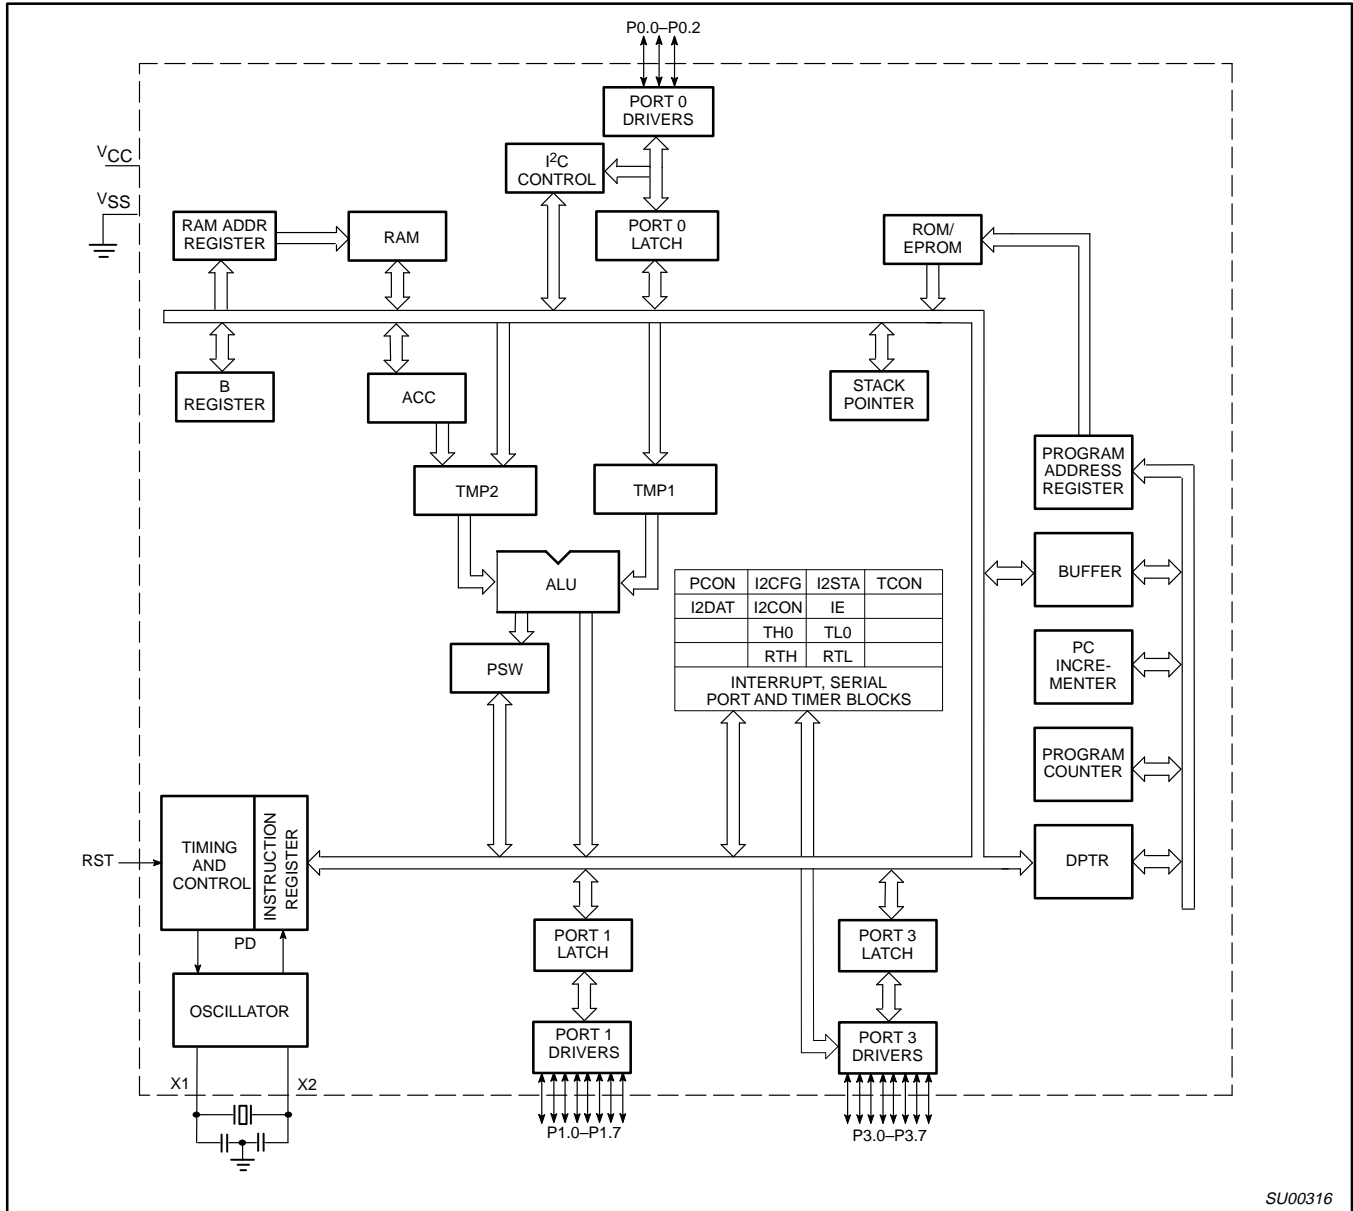 P0.0–P0.2
PORT 0
DRIVERS
VCC
I2C
CONTROL
VSS
RAM ADDR
REGISTER
RAM
PORT 0
LATCH
ROM/
EPROM
B
REGISTER
ACC
STACK
POINTER
PROGRAM
ADDRESS
REGISTER
TMP2
TMP1
ALU
BUFFER
PCON I2CFG I2STA TCON
I2DAT I2CON IE
TH0 TL0
RTH RTL
INTERRUPT, SERIAL
PORT AND TIMER BLOCKS
PSW
PC
INCRE-
MENTER
PROGRAM
COUNTER
RST
TIMING
AND
CONTROL
INSTRUCTION
REGISTER
DPTR
PD
PORT 1
LATCH
PORT 3
LATCH
OSCILLATOR
PORT 1
DRIVERS
PORT 3
DRIVERS
X1
X2
P1.0–P1.7
P3.0–P3.7
SU00316